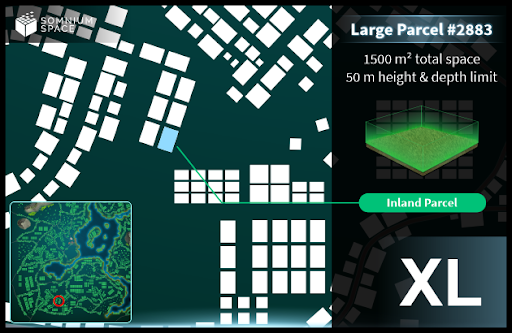 SOMNIUM
SPACE
Large Parcel #2883
1500 m² total space
50 m height & depth limit
Inland Parcel
XL